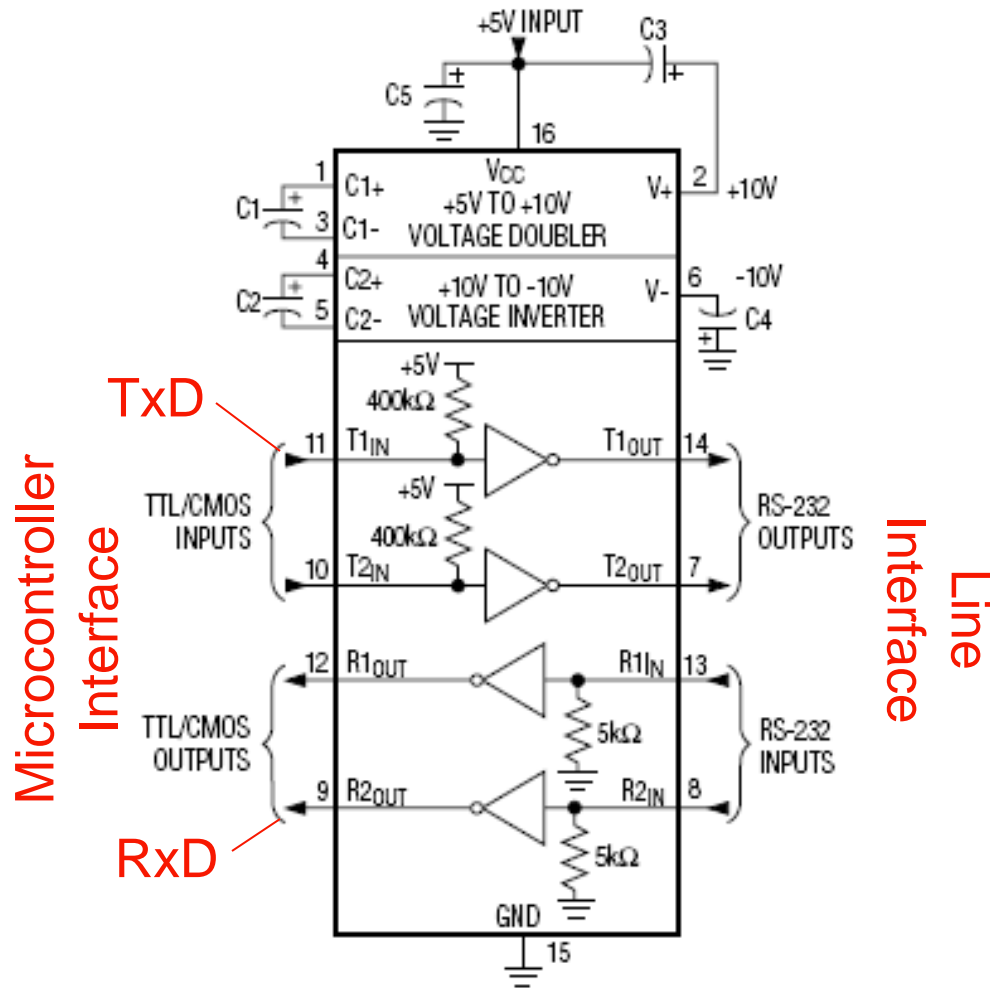 +5V INPUT
C3
+
+
C5
16
VCC
1
C1+
+5V TO +10V
V+
2
+10V
C1
+
3
C1-
VOLTAGE DOUBLER
4
C2+
+10V TO -10V
6
-10V
C2
+
V-
5
C2-
VOLTAGE INVERTER
C4
+
+5V
400kΩ
TxD
11
T1IN
T1OUT
14
+5V
TTL/CMOS
INPUTS
400kΩ
RS-232
OUTPUTS
10
T2IN
T2OUT
7
Microcontroller
Interface
Line
Interface
12
R1OUT
R1IN
13
TTL/CMOS
OUTPUTS
5kΩ
RS-232
INPUTS
9
R2OUT
R2IN
8
RxD
5kΩ
GND
15